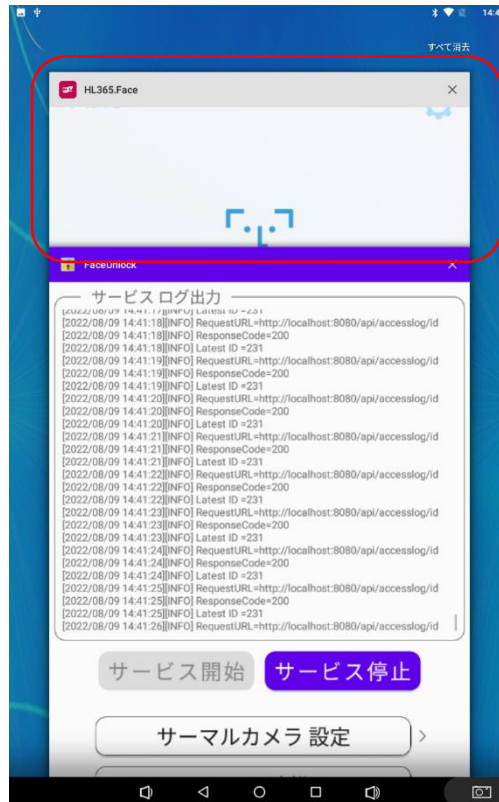 14:4
すべて消去
HL365.Face
FaceUnlock
サービス ログ出力
[2022/08/09 14:41:17][INFO] Latest ID =231
[2022/08/09 14:41:18][INFO] RequestURL=http://localhost:8080/api/accesslog/id
[2022/08/09 14:41:18][INFO] ResponseCode=200
[2022/08/09 14:41:18][INFO] Latest ID =231
[2022/08/09 14:41:19][INFO] RequestURL=http://localhost:8080/api/accesslog/id
[2022/08/09 14:41:19][INFO] ResponseCode=200
[2022/08/09 14:41:19][INFO] Latest ID =231
[2022/08/09 14:41:20][INFO] RequestURL=http://localhost:8080/api/accesslog/id
[2022/08/09 14:41:20][INFO] ResponseCode=200
[2022/08/09 14:41:20][INFO] Latest ID =231
[2022/08/09 14:41:21][INFO] RequestURL=http://localhost:8080/api/accesslog/id
[2022/08/09 14:41:21][INFO] ResponseCode=200
[2022/08/09 14:41:21][INFO] Latest ID =231
[2022/08/09 14:41:22][INFO] RequestURL=http://localhost:8080/api/accesslog/id
[2022/08/09 14:41:22][INFO] ResponseCode=200
[2022/08/09 14:41:22][INFO] Latest ID =231
[2022/08/09 14:41:23][INFO] RequestURL=http://localhost:8080/api/accesslog/id
[2022/08/09 14:41:23][INFO] ResponseCode=200
[2022/08/09 14:41:23][INFO] Latest ID =231
[2022/08/09 14:41:24][INFO] RequestURL=http://localhost:8080/api/accesslog/id
[2022/08/09 14:41:24][INFO] ResponseCode=200
[2022/08/09 14:41:24][INFO] Latest ID =231
[2022/08/09 14:41:25][INFO] RequestURL=http://localhost:8080/api/accesslog/id
[2022/08/09 14:41:25][INFO] ResponseCode=200
[2022/08/09 14:41:25][INFO] Latest ID =231
[2022/08/09 14:41:26][INFO] RequestURL=http://localhost:8080/api/accesslog/id
サービス開始
サービス停止
サーマルカメラ 設定